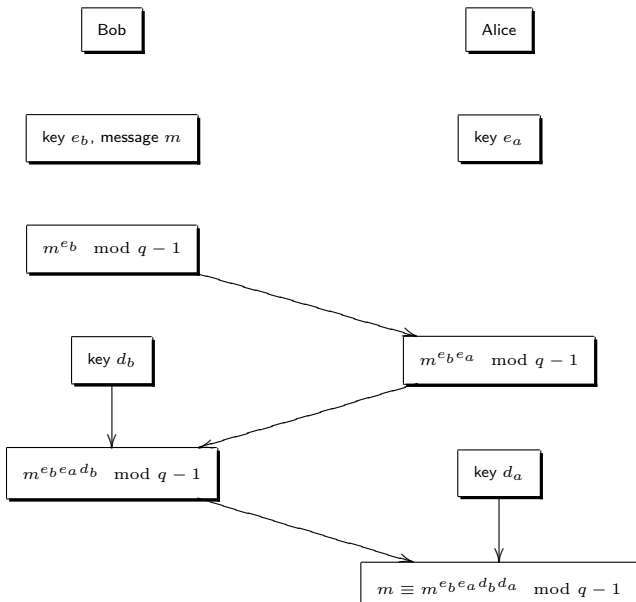 Bob
Alice
key e_b, message m
key e_a
m^{e_b} mod q − 1
key d_b
m^{e_b e_a} mod q − 1
m^{e_b e_a d_b} mod q − 1
key d_a
m ≡ m^{e_b e_a d_b d_a} mod q − 1